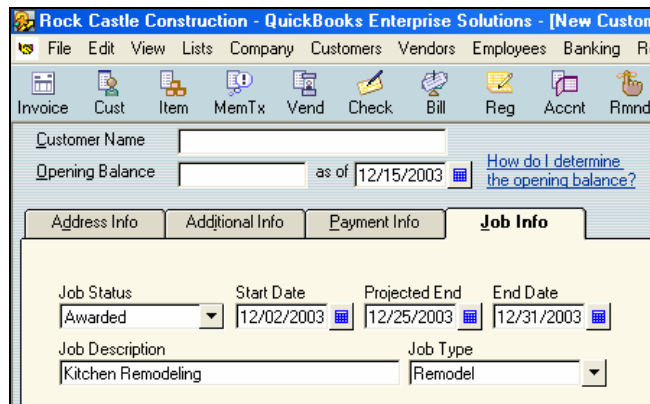 Rock Castle Construction - QuickBooks Enterprise Solutions - [New Custom
File Edit View Lists Company Customers Vendors Employees Banking R
Invoice Cust Item MemTx Vend Check Bill Reg Accnt Rmnd
Customer Name
Opening Balance as of 12/15/2003 How do I determine
the opening balance?
Address Info Additional Info Payment Info Job Info
Job Status Start Date Projected End End Date
Awarded 12/02/2003 12/25/2003 12/31/2003
Job Description Job Type
Kitchen Remodeling Remodel